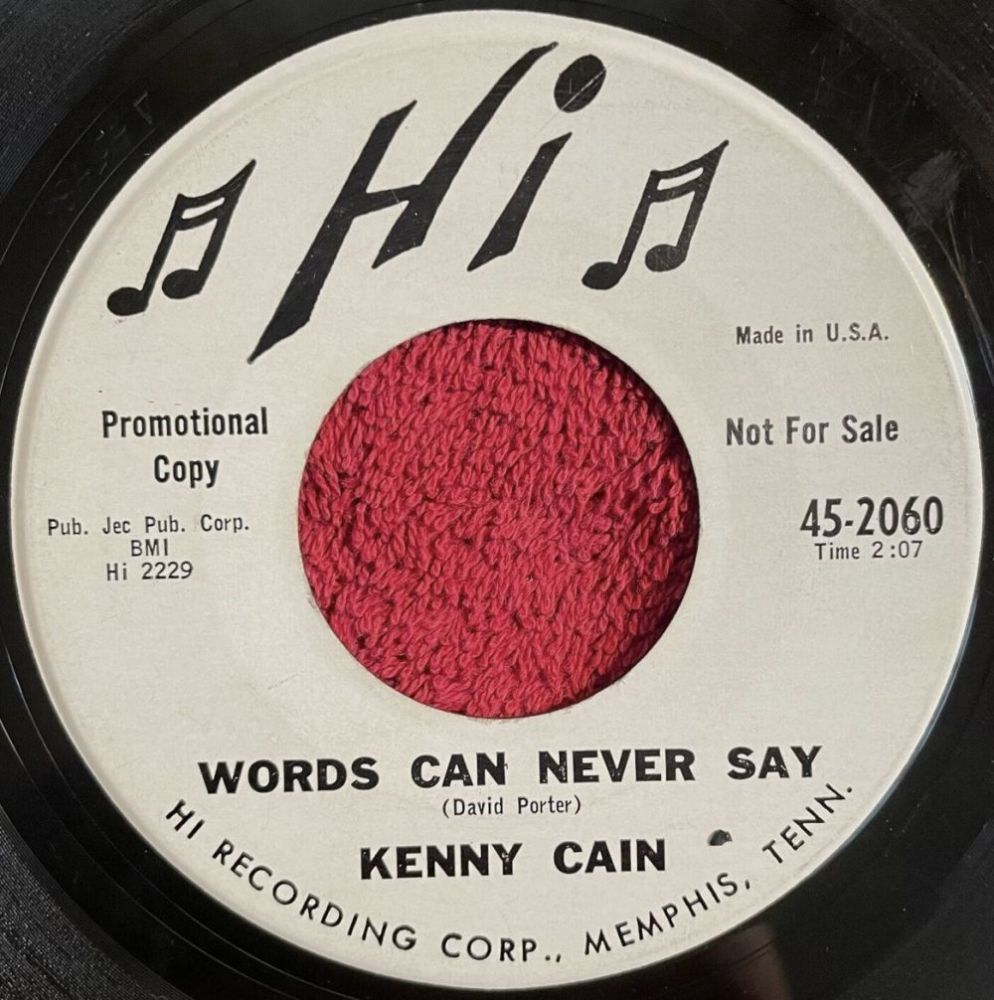 Hi
Made in U.S.A.
Promotional
Copy
Not For Sale
Pub. Jec Pub. Corp.
BMI
Hi 2229
45-2060
Time 2:07
WORDS CAN NEVER SAY
(David Porter)
KENNY CAIN
HI RECORDING CORP., MEMPHIS, TENN.